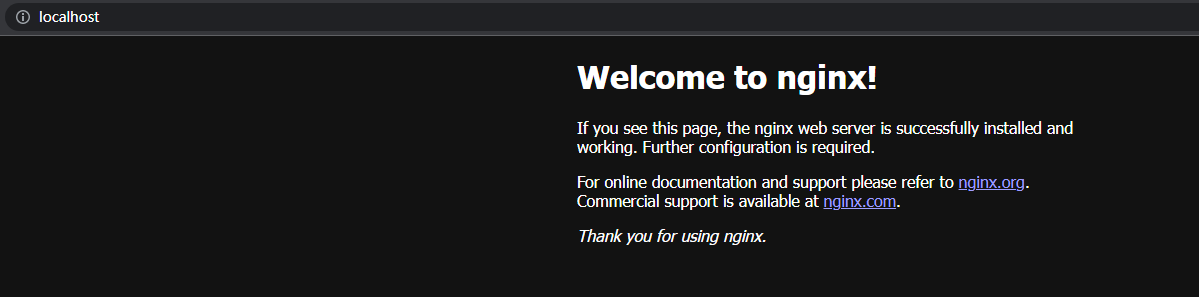 localhost
Welcome to nginx!
If you see this page, the nginx web server is successfully installed and
working. Further configuration is required.
For online documentation and support please refer to nginx.org.
Commercial support is available at nginx.com.
Thank you for using nginx.